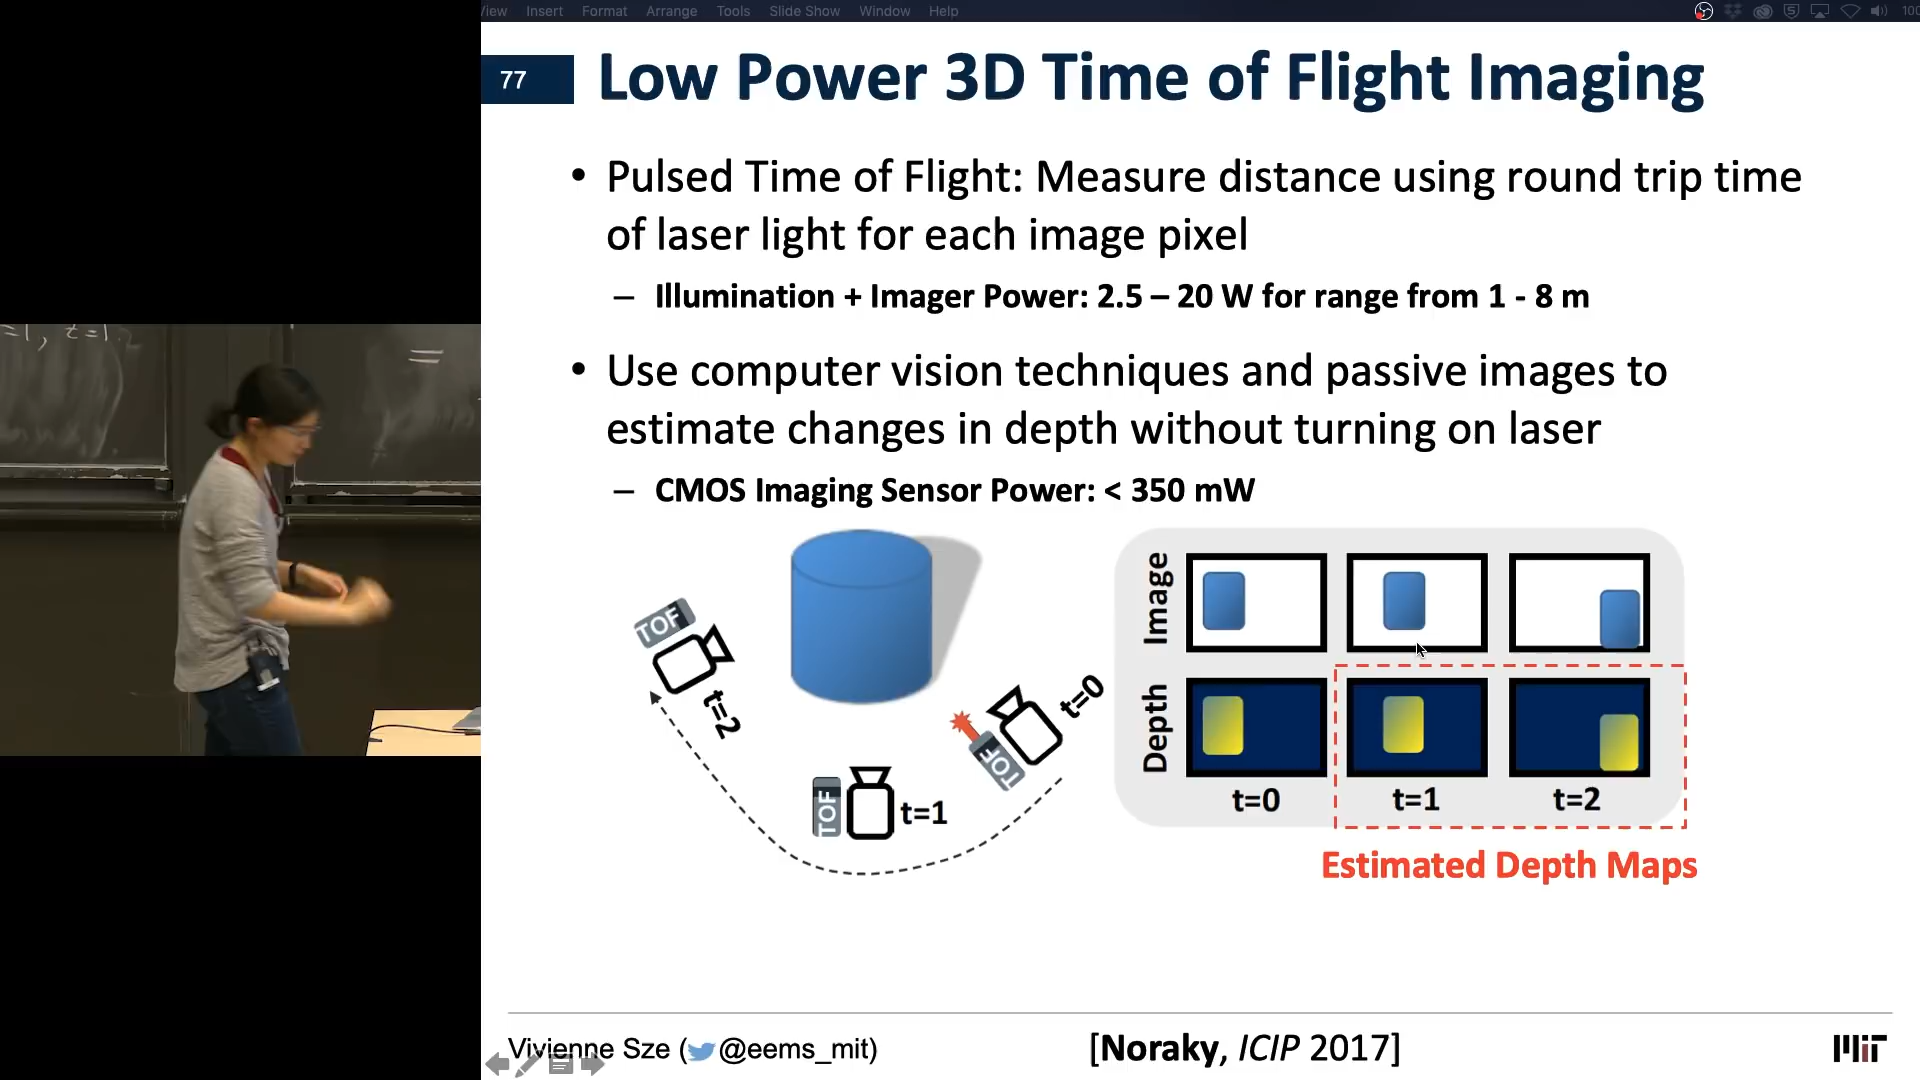 View Insert Format Arrange Tools Slide Show Window Help
77
Low Power 3D Time of Flight Imaging
• Pulsed Time of Flight: Measure distance using round trip time
of laser light for each image pixel
– Illumination + Imager Power: 2.5 – 20 W for range from 1 - 8 m
• Use computer vision techniques and passive images to
estimate changes in depth without turning on laser
– CMOS Imaging Sensor Power: < 350 mW
=1, t=1
TOF
t=2
TOF
t=1
TOF
t=0
Image
Depth
t=0 t=1 t=2
Estimated Depth Maps
Vivienne Sze (@eems_mit)
[Noraky, ICIP 2017]
MIT